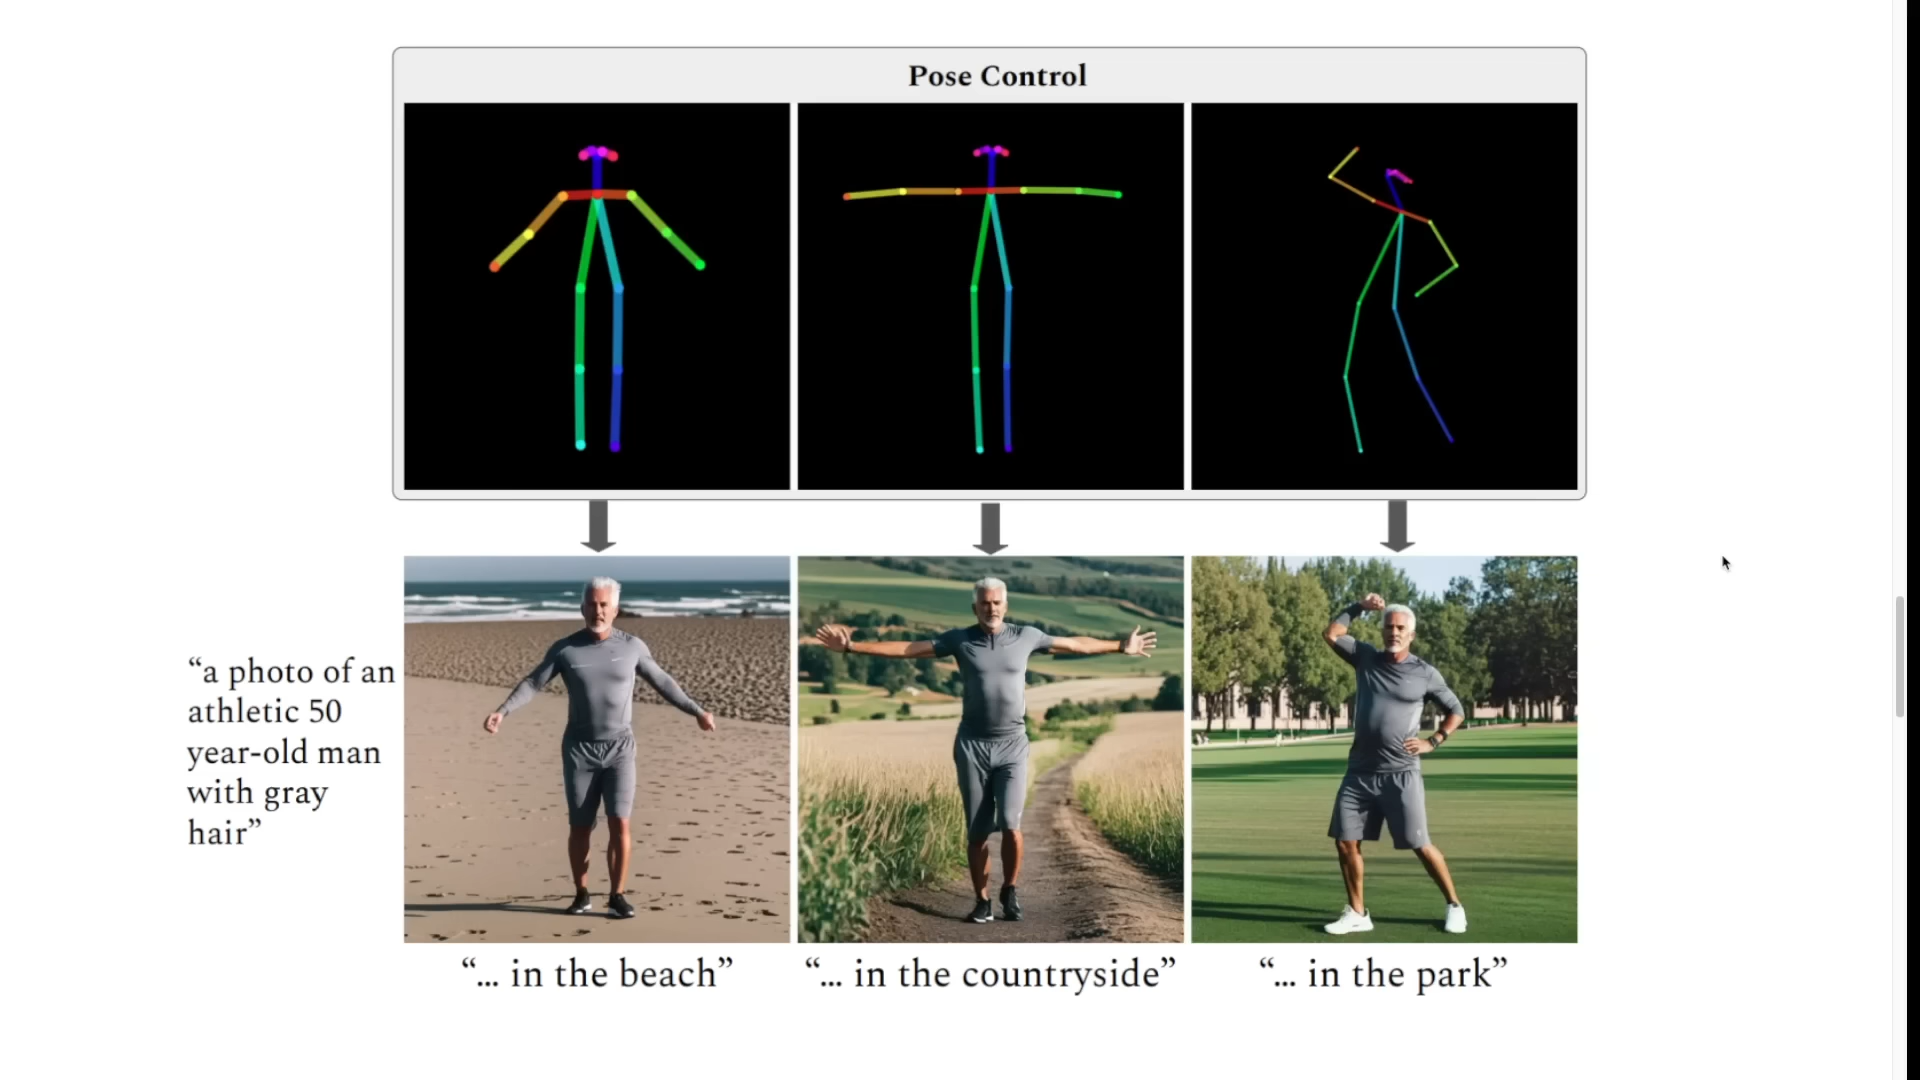 Pose Control
“a photo of an
athletic 50
year-old man
with gray
hair”
“... in the beach”
“... in the countryside”
“... in the park”